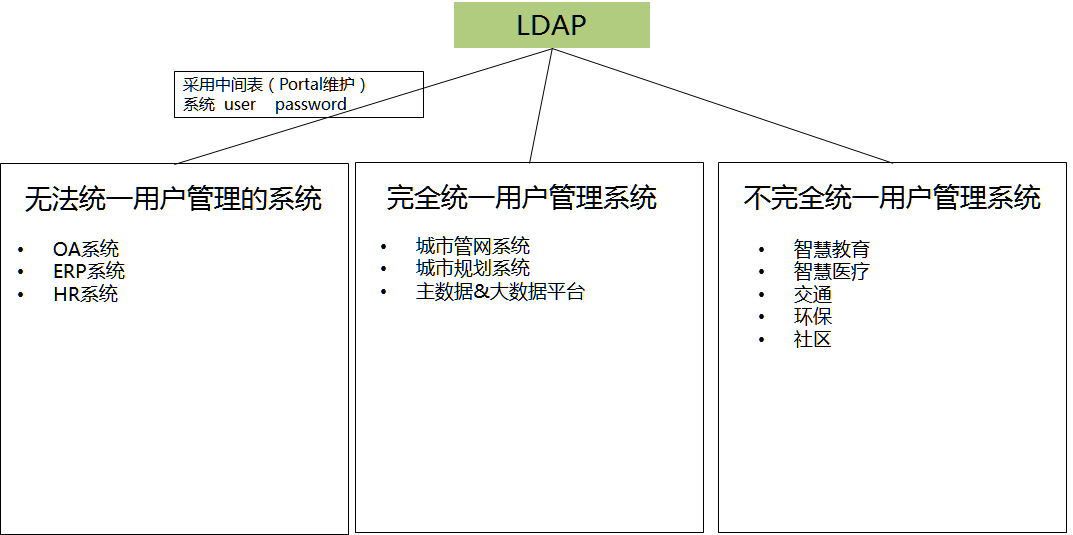 LDAP
采用中间表（Portal维护）
系统 user password
无法统一用户管理的系统
• OA系统
• ERP系统
• HR系统
完全统一用户管理系统
• 城市管网系统
• 城市规划系统
• 主数据&大数据平台
不完全统一用户管理系统
• 智慧教育
• 智慧医疗
• 交通
• 环保
• 社区